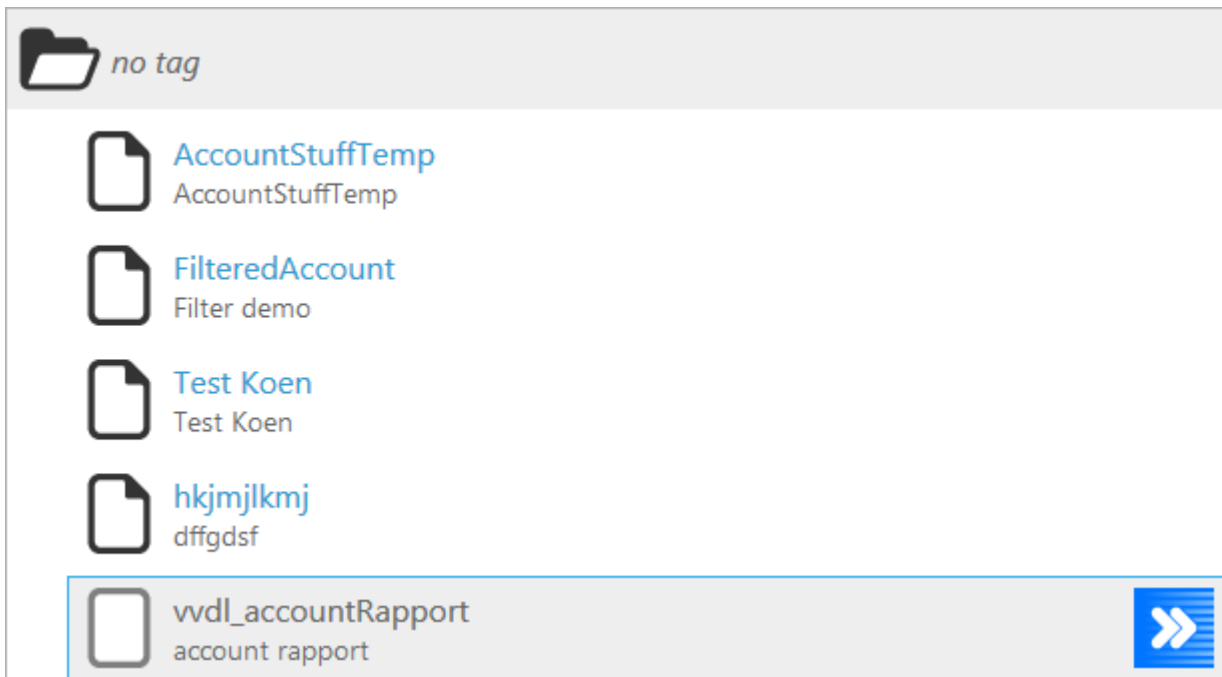 no tag
AccountStuffTemp
AccountStuffTemp
FilteredAccount
Filter demo
Test Koen
Test Koen
hkjmjlkmj
dffgdsf
vvdl_accountRapport
account rapport